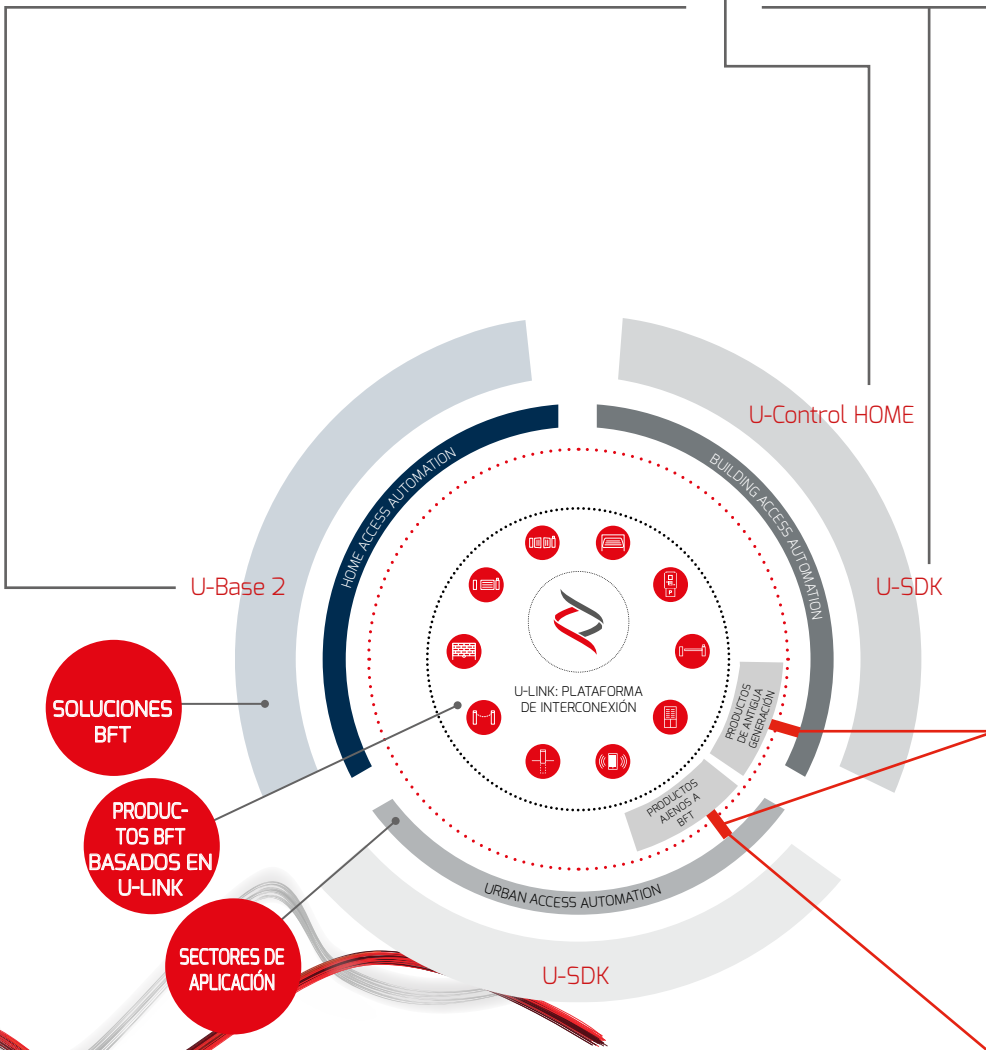 U-Control HOME
HOME ACCESS AUTOMATION
BUILDING ACCESS AUTOMATION
U-Base 2
U-SDK
U-LINK: PLATAFORMA
DE INTERCONEXIÓN
P
SOLUCIONES
BFT
PRODUCTOS
DE ANTIGUA
GENERACIÓN
PRODUCTOS
AJENOS A
BFT
PRODUC-
TOS BFT
BASADOS EN
U-LINK
URBAN ACCESS AUTOMATION
SECTORES DE
APLICACIÓN
U-SDK